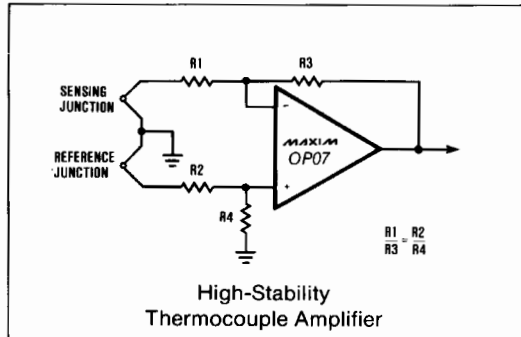 R1
R3
SENSING
JUNCTION
REFERENCE
JUNCTION
R2
R4
-
MAXIM
OP07
+
R1/R3 = R2/R4
High-Stability
Thermocouple Amplifier